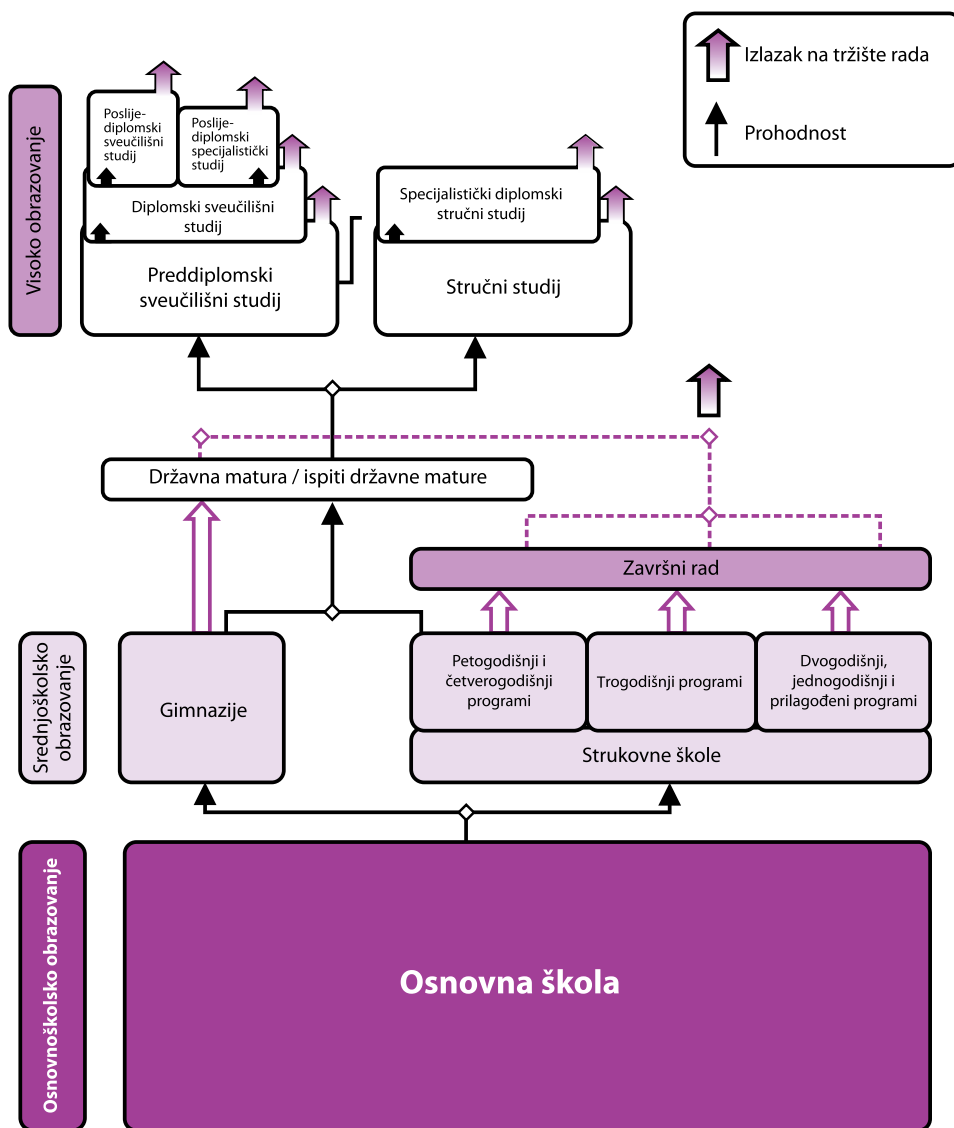 Izlazak na tržište rada
Prohodnost
Visoko obrazovanje
Poslije-
diplomski
sveučilišni
studij
Poslije-
diplomski
specijalistički
studij
Diplomski sveučilišni
studij
Preddiplomski
sveučilišni studij
Specijalistički diplomski
stručni studij
Stručni studij
Državna matura / ispiti državne mature
Završni rad
Srednjoškolsko
obrazovanje
Gimnazije
Petogodišnji i
četverogodišnji
programi
Trogodišnji programi
Dvogodišnji,
jednogodišnji i
prilagođeni programi
Strukovne škole
Osnovnoškolsko obrazovanje
Osnovna škola